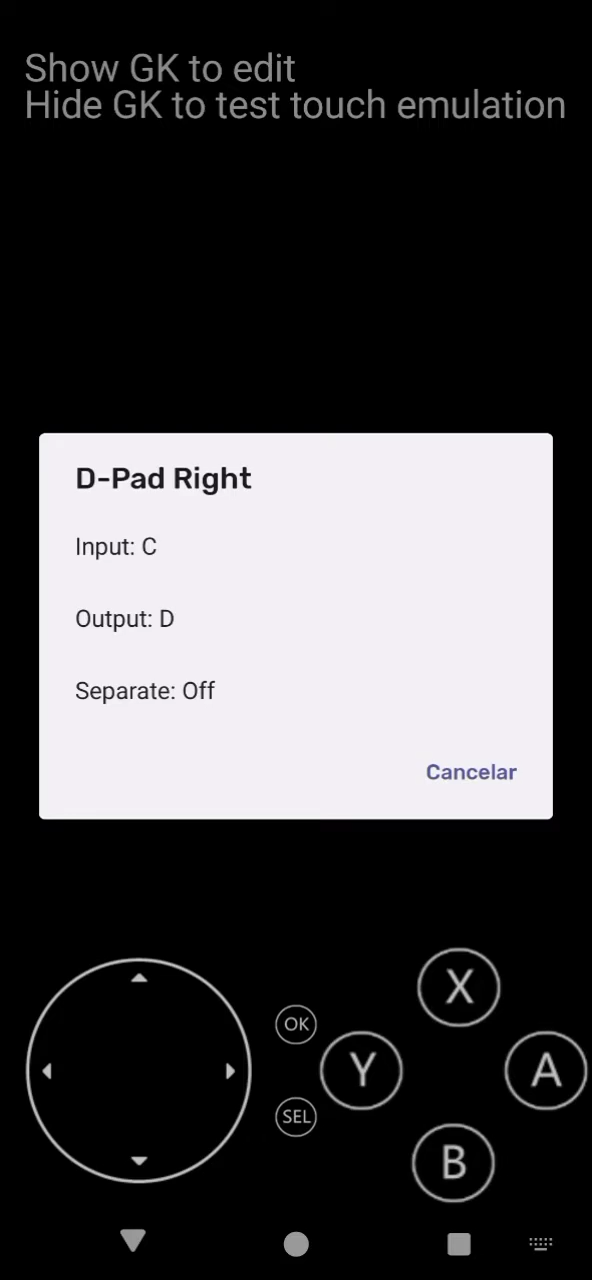 Show GK to edit
Hide GK to test touch emulation
D-Pad Right
Input: C
Output: D
Separate: Off
Cancelar
X
OK
Y
A
SEL
B